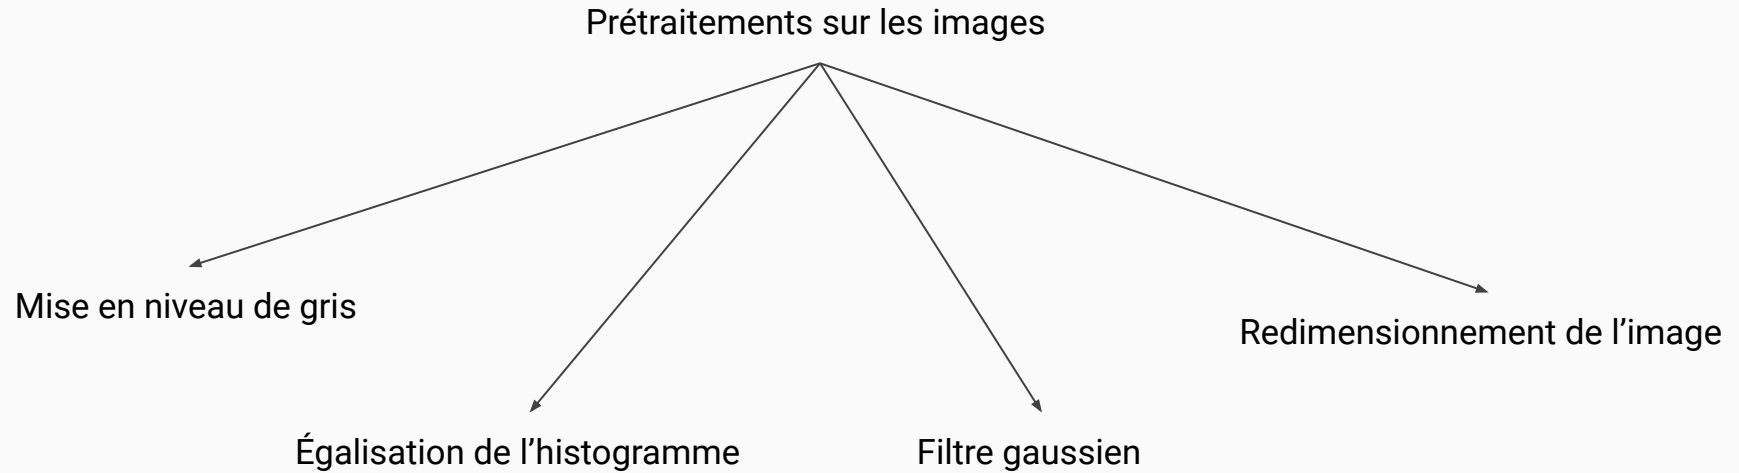 Prétraitements sur les images
Mise en niveau de gris
Redimensionnement de l’image
Égalisation de l’histogramme
Filtre gaussien